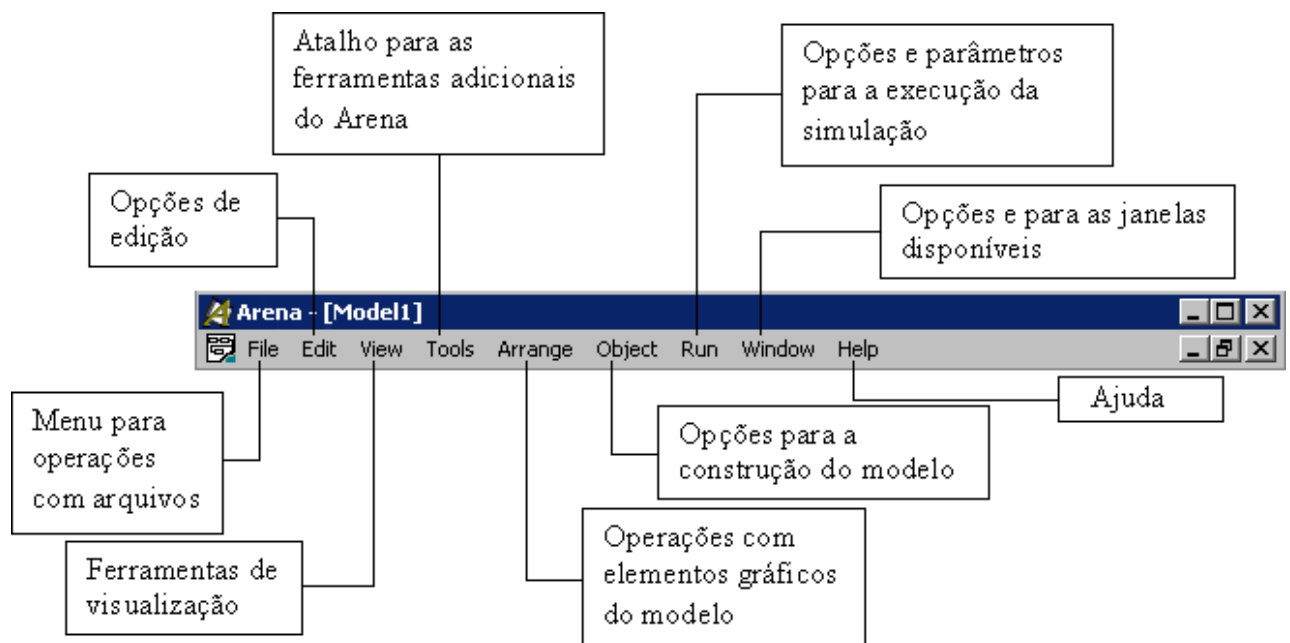 Atalho para as
ferramentas adicionais
do Arena
Opções e parâmetros
para a execução da
simulação
Opções de
edição
Opções e para as janelas
disponíveis
Arena - [Model1]
File Edit View Tools Arrange Object Run Window Help
Menu para
operações
com arquivos
Ajuda
Opções para a
construção do modelo
Operações com
elementos gráficos
do modelo
Ferramentas de
visualização